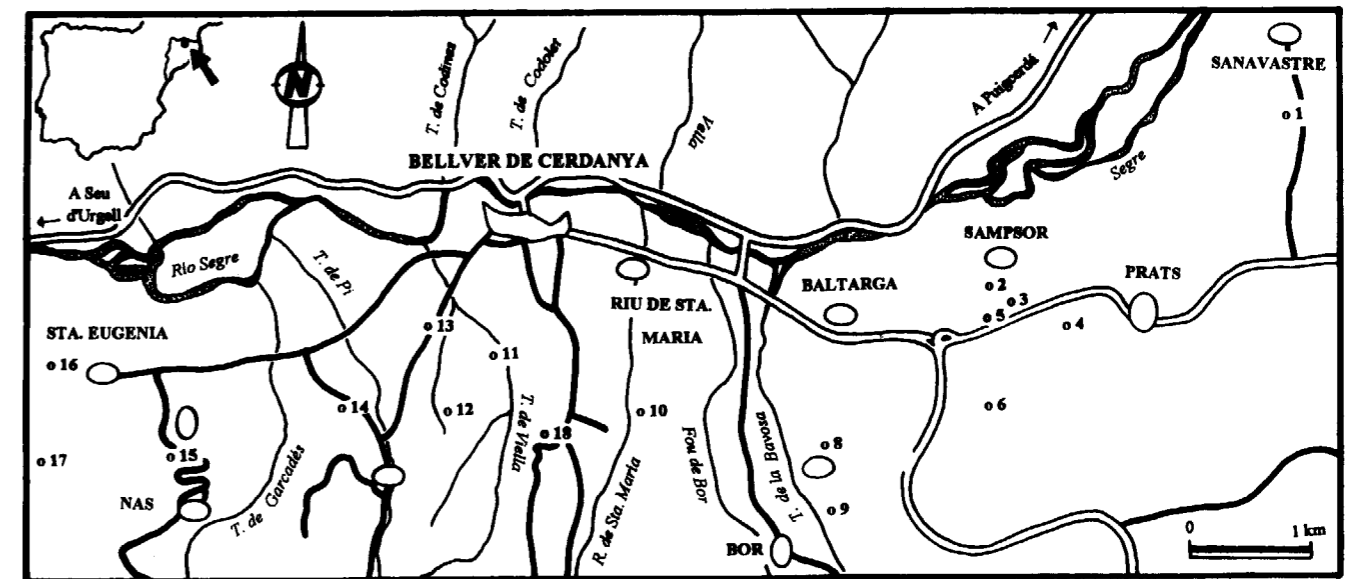 N
SANAVASTRE
1
T. de Codines
T. de Codolet
Vella
A Puigcerdá
Segre
BELLVER DE CERDANYA
A Seu
d'Urgell
Rio Segre
T. de Pi
SAMPSOR
2
3
5
4
PRATS
BALTARGA
RIU DE STA.
MARIA
STA. EUGENIA
13
11
16
14
12
10
6
T. de Viella
18
8
15
17
Fou de Bor
T. de la Bavosa
NAS
T. de Garcadés
R. de Sta. Maria
9
BOR
0
1 km